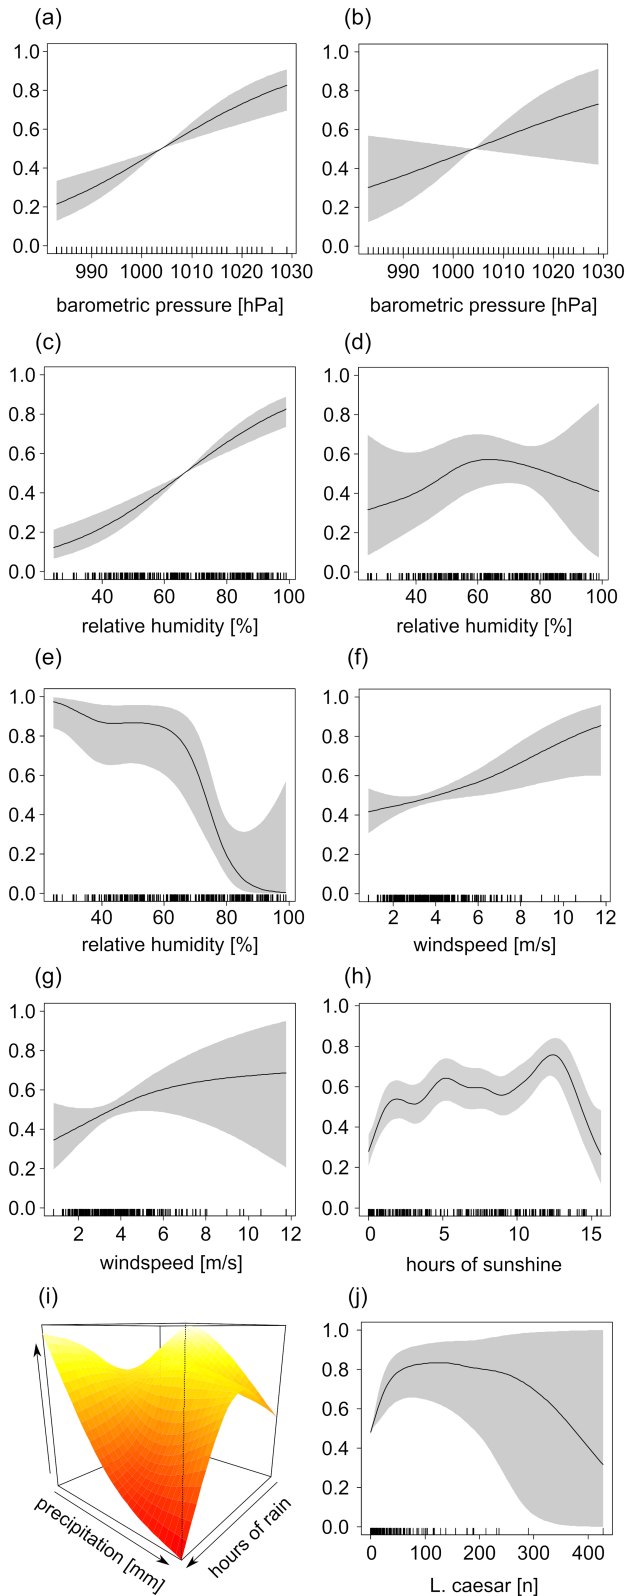 (a)
(b)
1.0
0.8
0.6
0.4
0.2
0.0
1.0
0.8
0.6
0.4
0.2
0.0
990 1000 1010 1020 1030
990 1000 1010 1020 1030
barometric pressure [hPa]
barometric pressure [hPa]
(c)
(d)
1.0
0.8
0.6
0.4
0.2
0.0
1.0
0.8
0.6
0.4
0.2
0.0
40 60 80 100
40 60 80 100
relative humidity [%]
relative humidity [%]
(e)
(f)
1.0
0.8
0.6
0.4
0.2
0.0
1.0
0.8
0.6
0.4
0.2
0.0
40 60 80 100
2 4 6 8 10 12
relative humidity [%]
windspeed [m/s]
(g)
(h)
1.0
0.8
0.6
0.4
0.2
0.0
1.0
0.8
0.6
0.4
0.2
0.0
2 4 6 8 10 12
0 5 10 15
windspeed [m/s]
hours of sunshine
(i)
(j)
precipitation [mm]
hours of rain
1.0
0.8
0.6
0.4
0.2
0.0
0 100 200 300 400
L. caesar [n]